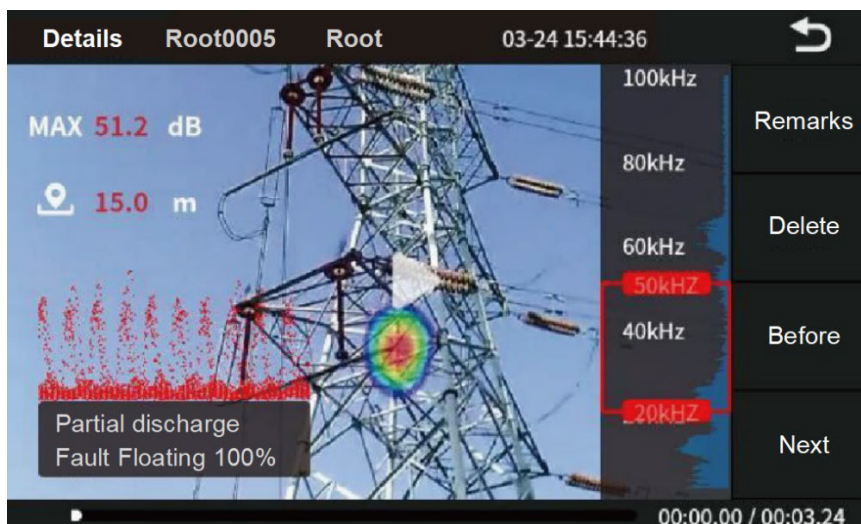 Details Root0005 Root 03-24 15:44:36
MAX 51.2 dB
15.0 m
Partial discharge
Fault Floating 100%
100kHz
80kHz
60kHz
50kHZ
40kHz
20kHZ
Remarks
Delete
Before
Next
00:00.00 / 00:03.24